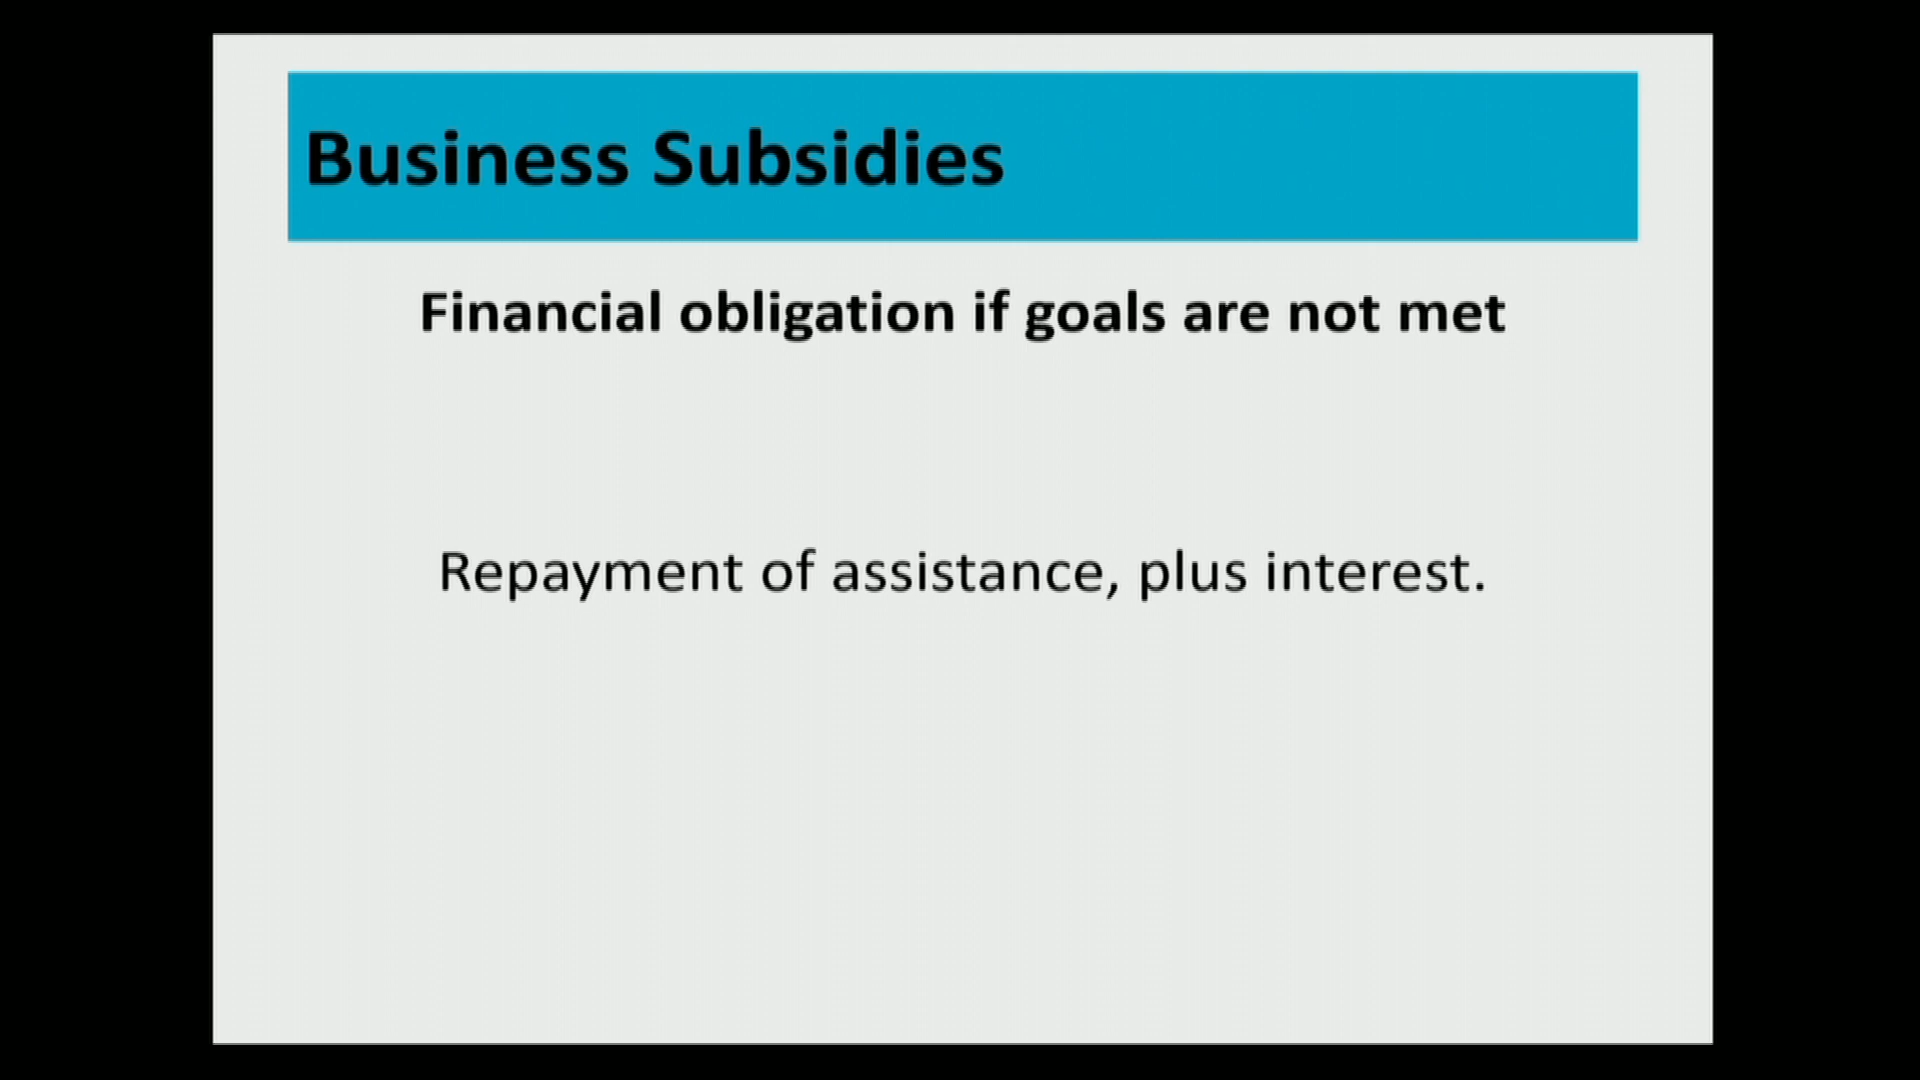 Business Subsidies
Financial obligation if goals are not met
Repayment of assistance, plus interest.